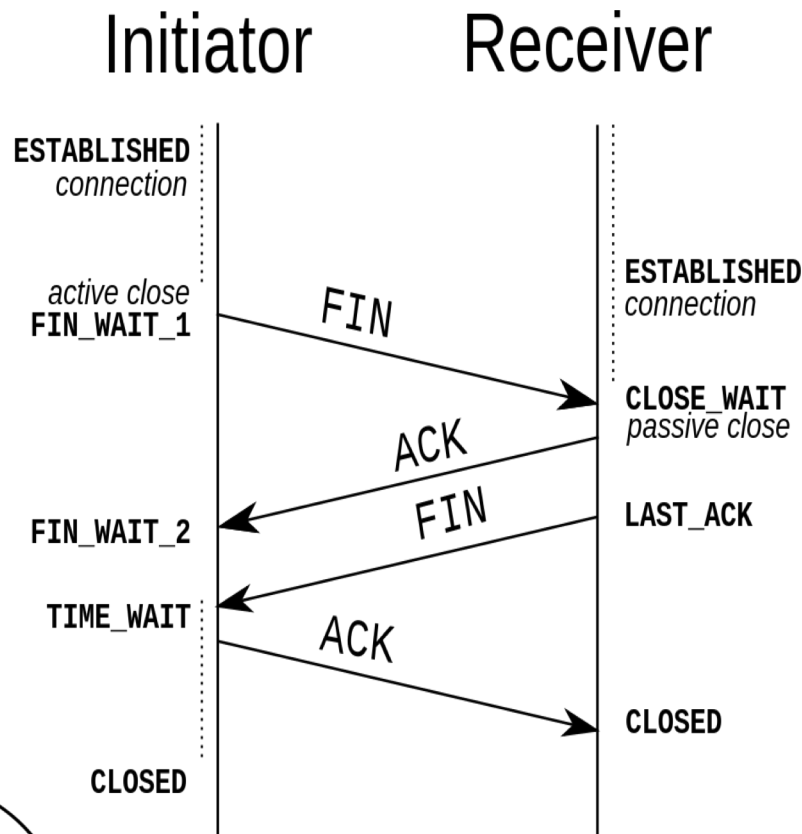 Initiator
Receiver
ESTABLISHED
connection
ESTABLISHED
connection
active close
FIN_WAIT_1
FIN
CLOSE_WAIT
passive close
ACK
FIN_WAIT_2
FIN
LAST_ACK
TIME_WAIT
ACK
CLOSED
CLOSED